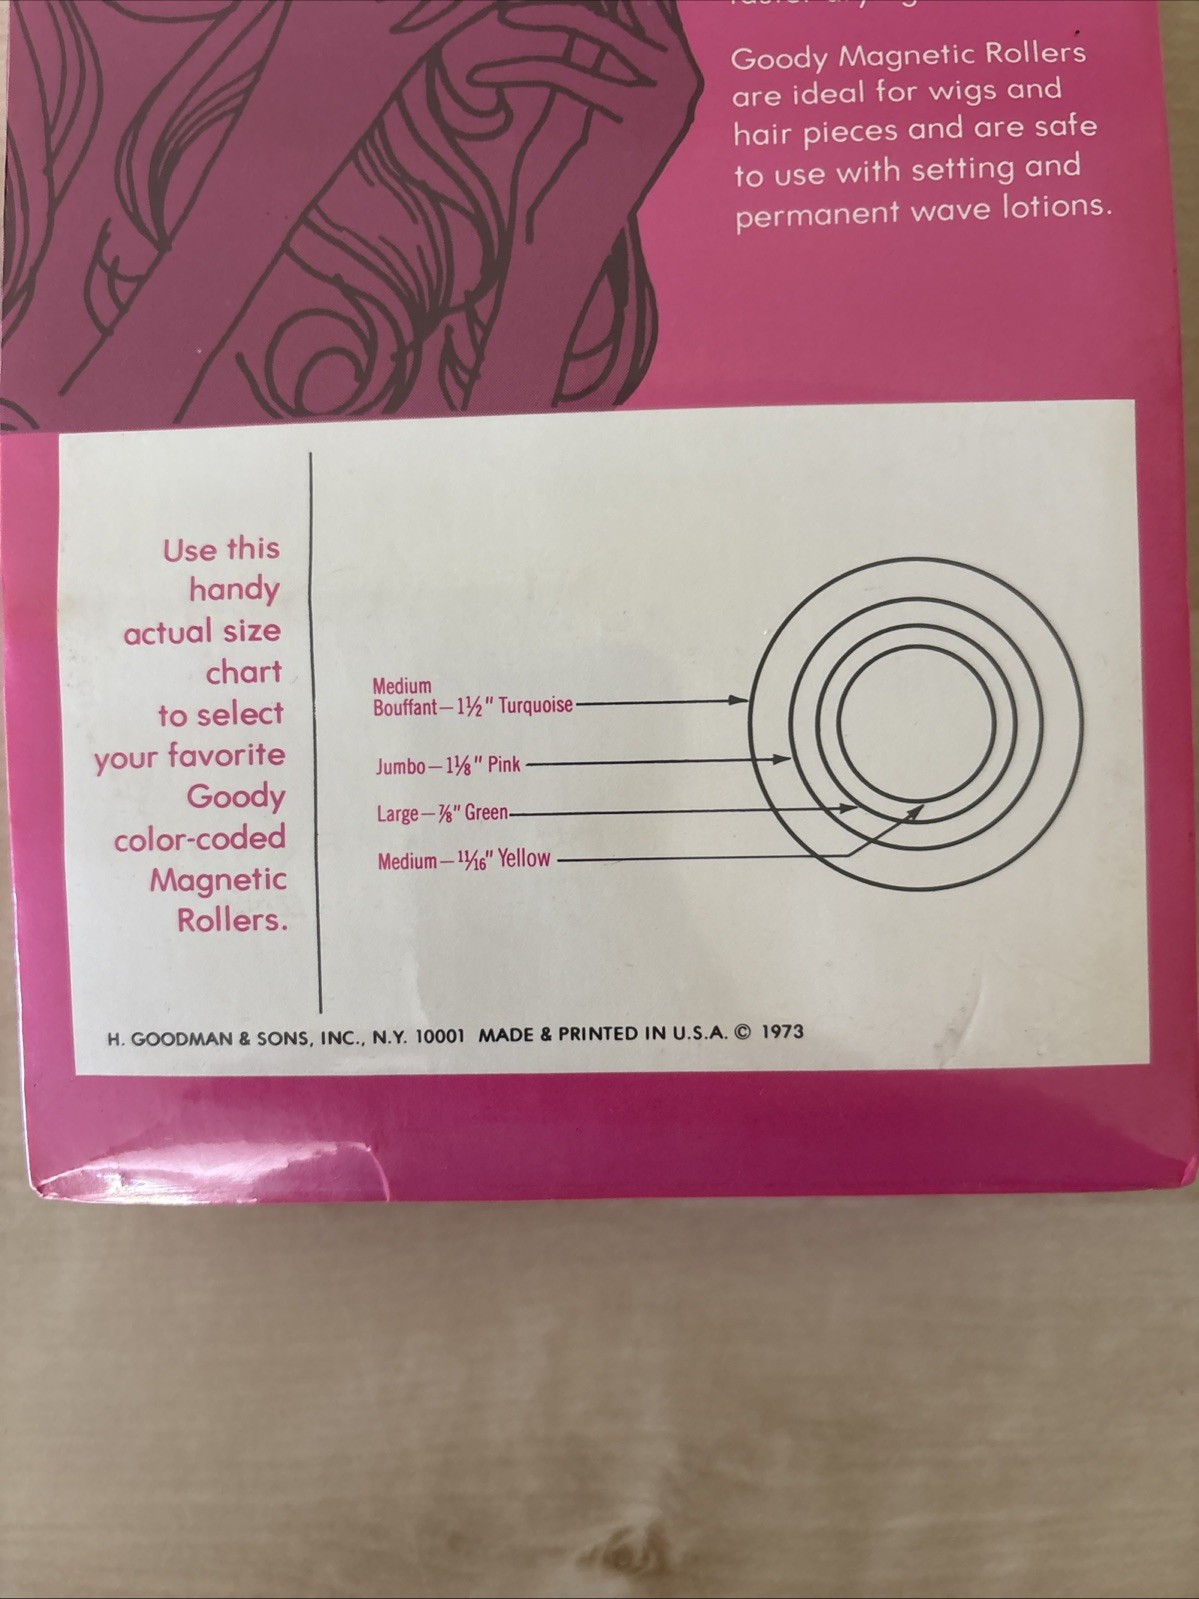 Goody Magnetic Rollers
are ideal for wigs and
hair pieces and are safe
to use with setting and
permanent wave lotions.
Use this
handy
actual size
chart
to select
your favorite
Goody
color-coded
Magnetic
Rollers.
Medium
Bouffant—1½" Turquoise
Jumbo—1⅛" Pink
Large—⅞" Green
Medium—11/16" Yellow
H. GOODMAN & SONS, INC., N.Y. 10001 MADE & PRINTED IN U.S.A. © 1973